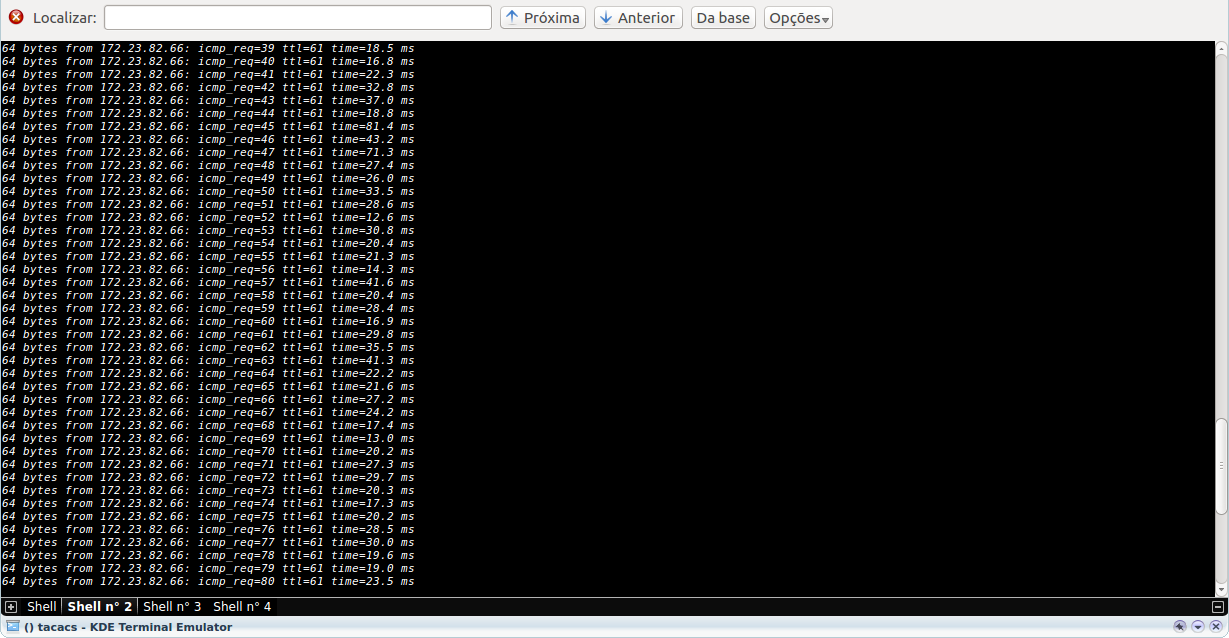 Localizar: Próxima Anterior Da base Opções
64 bytes from 172.23.82.66: icmp_req=39 ttl=61 time=18.5 ms
64 bytes from 172.23.82.66: icmp_req=40 ttl=61 time=16.8 ms
64 bytes from 172.23.82.66: icmp_req=41 ttl=61 time=22.3 ms
64 bytes from 172.23.82.66: icmp_req=42 ttl=61 time=32.8 ms
64 bytes from 172.23.82.66: icmp_req=43 ttl=61 time=37.0 ms
64 bytes from 172.23.82.66: icmp_req=44 ttl=61 time=18.8 ms
64 bytes from 172.23.82.66: icmp_req=45 ttl=61 time=81.4 ms
64 bytes from 172.23.82.66: icmp_req=46 ttl=61 time=43.2 ms
64 bytes from 172.23.82.66: icmp_req=47 ttl=61 time=71.3 ms
64 bytes from 172.23.82.66: icmp_req=48 ttl=61 time=27.4 ms
64 bytes from 172.23.82.66: icmp_req=49 ttl=61 time=26.0 ms
64 bytes from 172.23.82.66: icmp_req=50 ttl=61 time=33.5 ms
64 bytes from 172.23.82.66: icmp_req=51 ttl=61 time=28.6 ms
64 bytes from 172.23.82.66: icmp_req=52 ttl=61 time=12.6 ms
64 bytes from 172.23.82.66: icmp_req=53 ttl=61 time=30.8 ms
64 bytes from 172.23.82.66: icmp_req=54 ttl=61 time=20.4 ms
64 bytes from 172.23.82.66: icmp_req=55 ttl=61 time=21.3 ms
64 bytes from 172.23.82.66: icmp_req=56 ttl=61 time=14.3 ms
64 bytes from 172.23.82.66: icmp_req=57 ttl=61 time=41.6 ms
64 bytes from 172.23.82.66: icmp_req=58 ttl=61 time=20.4 ms
64 bytes from 172.23.82.66: icmp_req=59 ttl=61 time=28.4 ms
64 bytes from 172.23.82.66: icmp_req=60 ttl=61 time=16.9 ms
64 bytes from 172.23.82.66: icmp_req=61 ttl=61 time=29.8 ms
64 bytes from 172.23.82.66: icmp_req=62 ttl=61 time=35.5 ms
64 bytes from 172.23.82.66: icmp_req=63 ttl=61 time=41.3 ms
64 bytes from 172.23.82.66: icmp_req=64 ttl=61 time=22.2 ms
64 bytes from 172.23.82.66: icmp_req=65 ttl=61 time=21.6 ms
64 bytes from 172.23.82.66: icmp_req=66 ttl=61 time=27.2 ms
64 bytes from 172.23.82.66: icmp_req=67 ttl=61 time=24.2 ms
64 bytes from 172.23.82.66: icmp_req=68 ttl=61 time=17.4 ms
64 bytes from 172.23.82.66: icmp_req=69 ttl=61 time=13.0 ms
64 bytes from 172.23.82.66: icmp_req=70 ttl=61 time=20.2 ms
64 bytes from 172.23.82.66: icmp_req=71 ttl=61 time=27.3 ms
64 bytes from 172.23.82.66: icmp_req=72 ttl=61 time=29.7 ms
64 bytes from 172.23.82.66: icmp_req=73 ttl=61 time=20.3 ms
64 bytes from 172.23.82.66: icmp_req=74 ttl=61 time=17.3 ms
64 bytes from 172.23.82.66: icmp_req=75 ttl=61 time=20.2 ms
64 bytes from 172.23.82.66: icmp_req=76 ttl=61 time=28.5 ms
64 bytes from 172.23.82.66: icmp_req=77 ttl=61 time=30.0 ms
64 bytes from 172.23.82.66: icmp_req=78 ttl=61 time=19.6 ms
64 bytes from 172.23.82.66: icmp_req=79 ttl=61 time=19.0 ms
64 bytes from 172.23.82.66: icmp_req=80 ttl=61 time=23.5 ms
Shell Shell n° 2 Shell n° 3 Shell n° 4
() tacacs - KDE Terminal Emulator